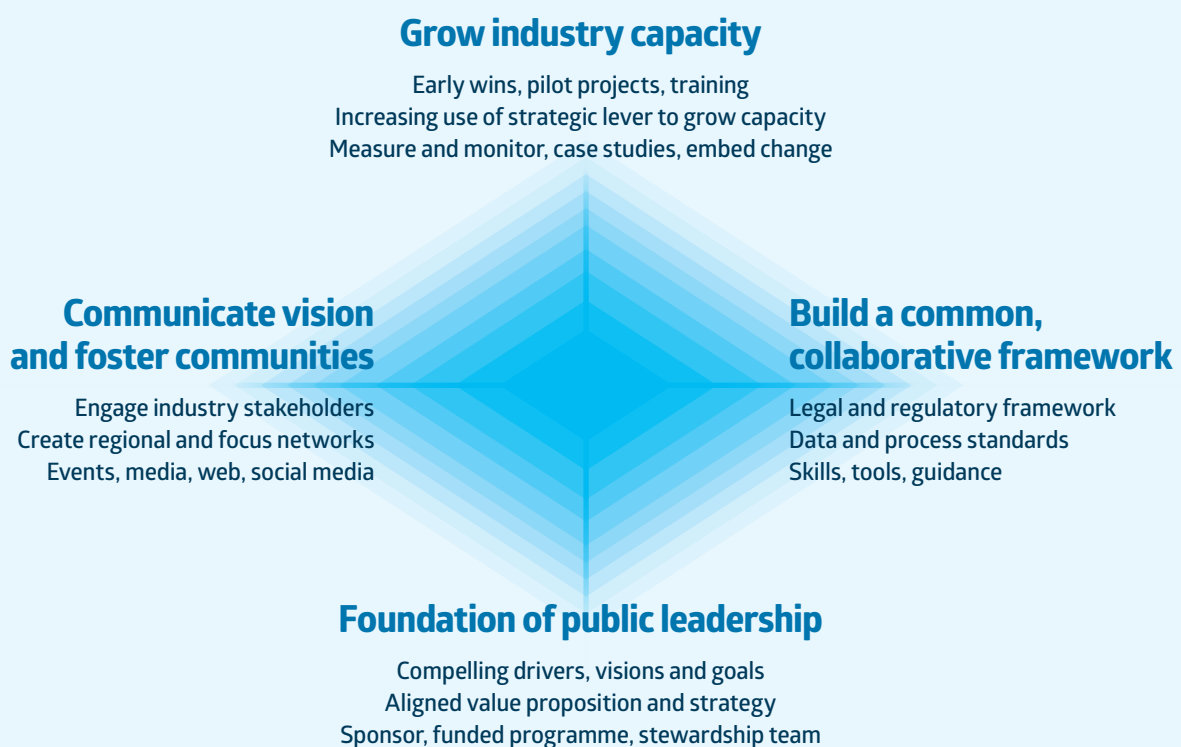 Grow industry capacity
Early wins, pilot projects, training
Increasing use of strategic lever to grow capacity
Measure and monitor, case studies, embed change
Communicate vision
and foster communities
Engage industry stakeholders
Create regional and focus networks
Events, media, web, social media
Build a common,
collaborative framework
Legal and regulatory framework
Data and process standards
Skills, tools, guidance
Foundation of public leadership
Compelling drivers, visions and goals
Aligned value proposition and strategy
Sponsor, funded programme, stewardship team